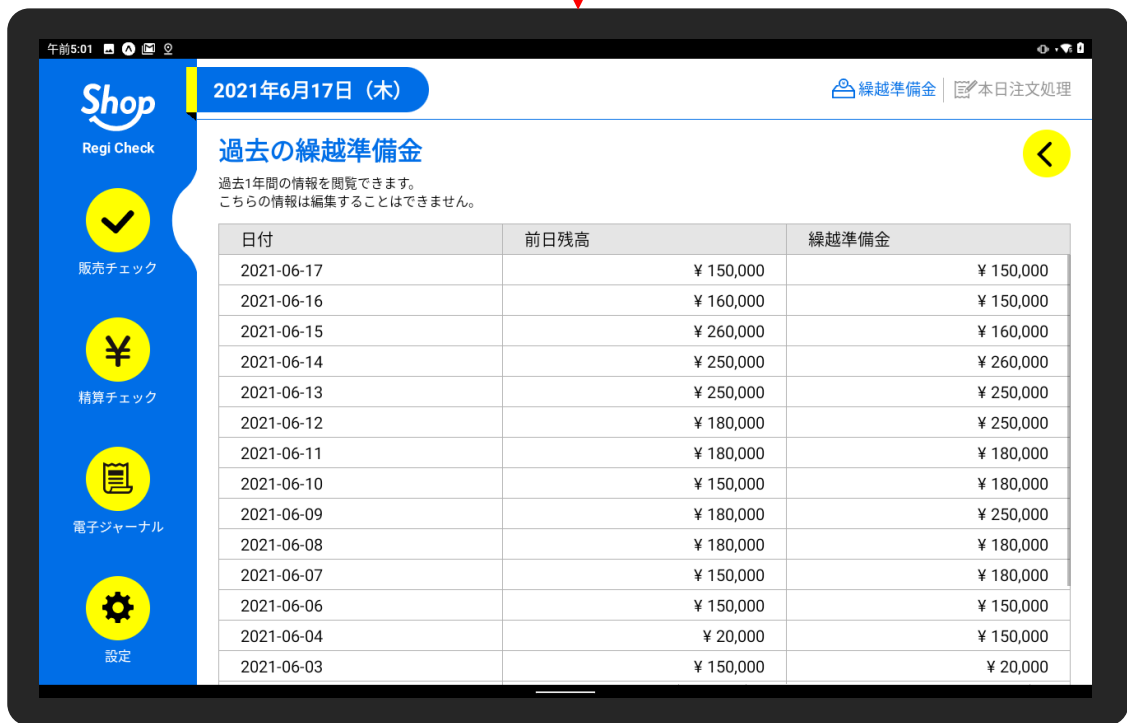 午前5:01
2021年6月17日（木）
繰越準備金
本日注文処理
Shop
Regi Check
販売チェック
精算チェック
電子ジャーナル
設定
過去の繰越準備金
過去1年間の情報を閲覧できます。
こちらの情報は編集することはできません。
日付 前日残高 繰越準備金
2021-06-17 ¥ 150,000 ¥ 150,000
2021-06-16 ¥ 160,000 ¥ 150,000
2021-06-15 ¥ 260,000 ¥ 160,000
2021-06-14 ¥ 250,000 ¥ 260,000
2021-06-13 ¥ 250,000 ¥ 250,000
2021-06-12 ¥ 180,000 ¥ 250,000
2021-06-11 ¥ 180,000 ¥ 180,000
2021-06-10 ¥ 150,000 ¥ 180,000
2021-06-09 ¥ 180,000 ¥ 250,000
2021-06-08 ¥ 180,000 ¥ 180,000
2021-06-07 ¥ 150,000 ¥ 180,000
2021-06-06 ¥ 150,000 ¥ 150,000
2021-06-04 ¥ 20,000 ¥ 150,000
2021-06-03 ¥ 150,000 ¥ 20,000